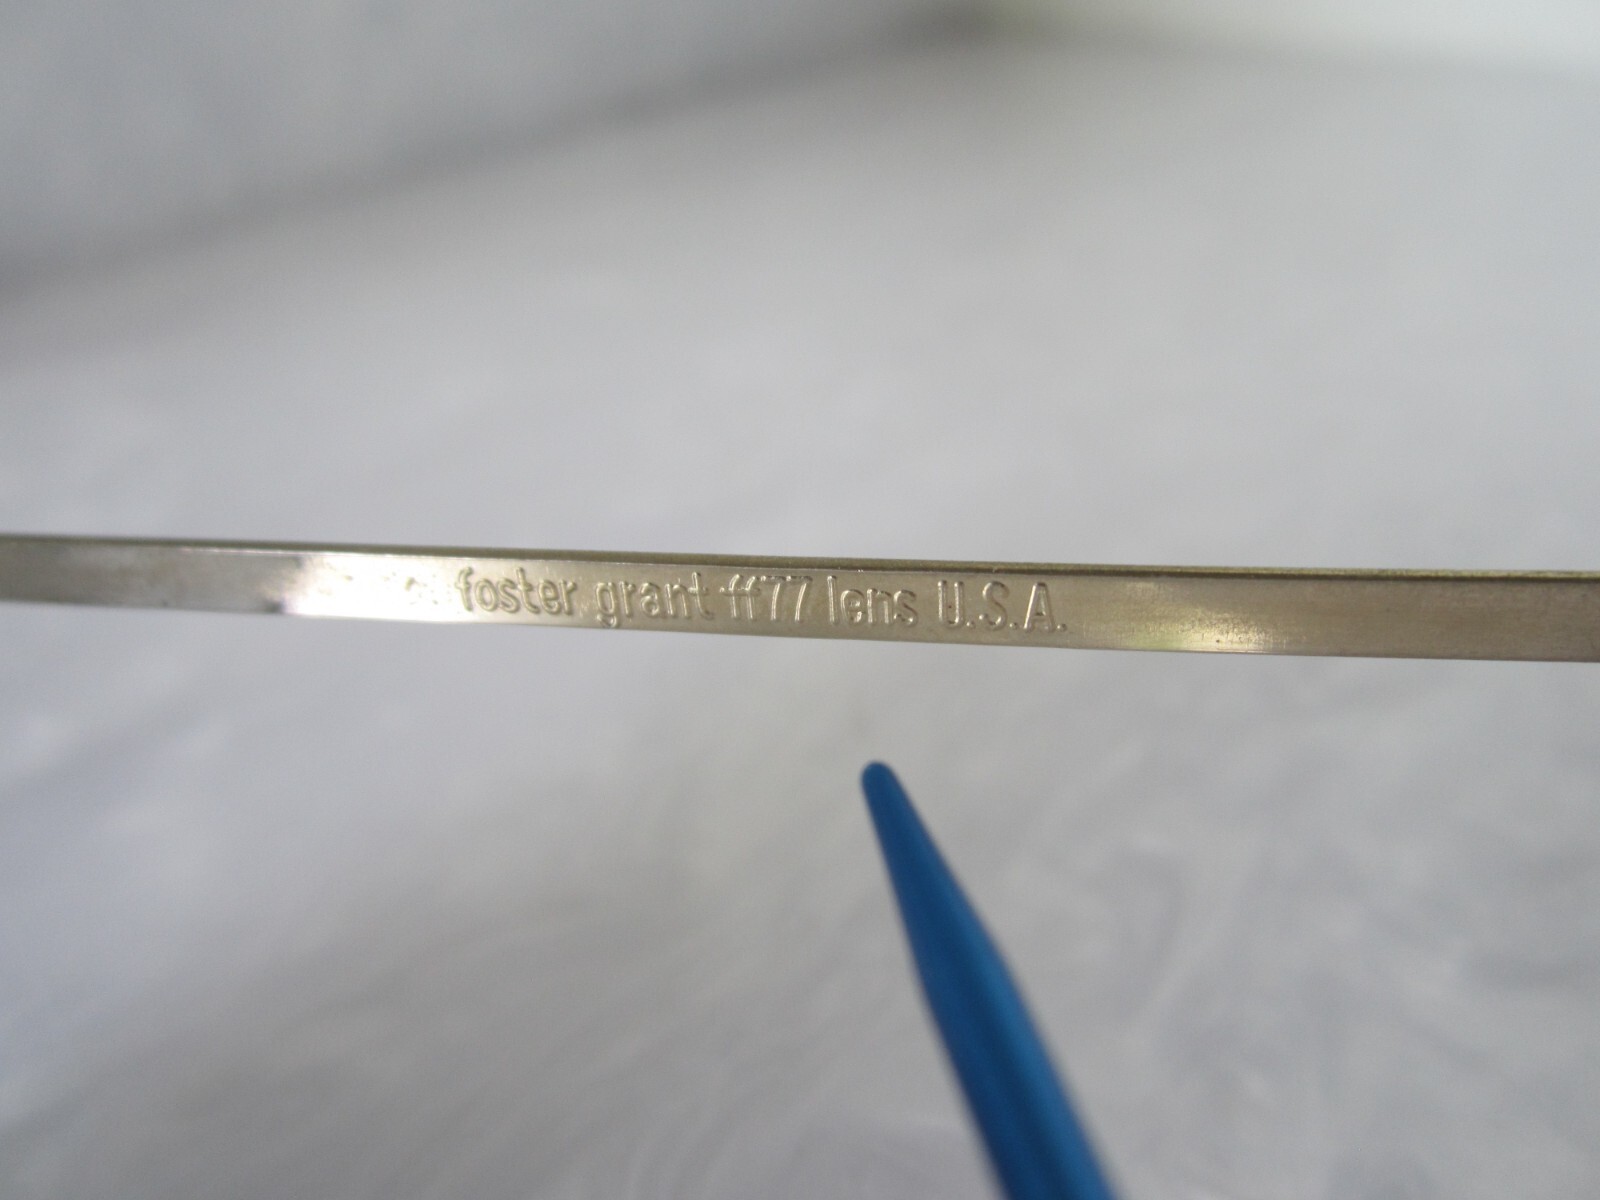 foster grant ff77 lens U.S.A.